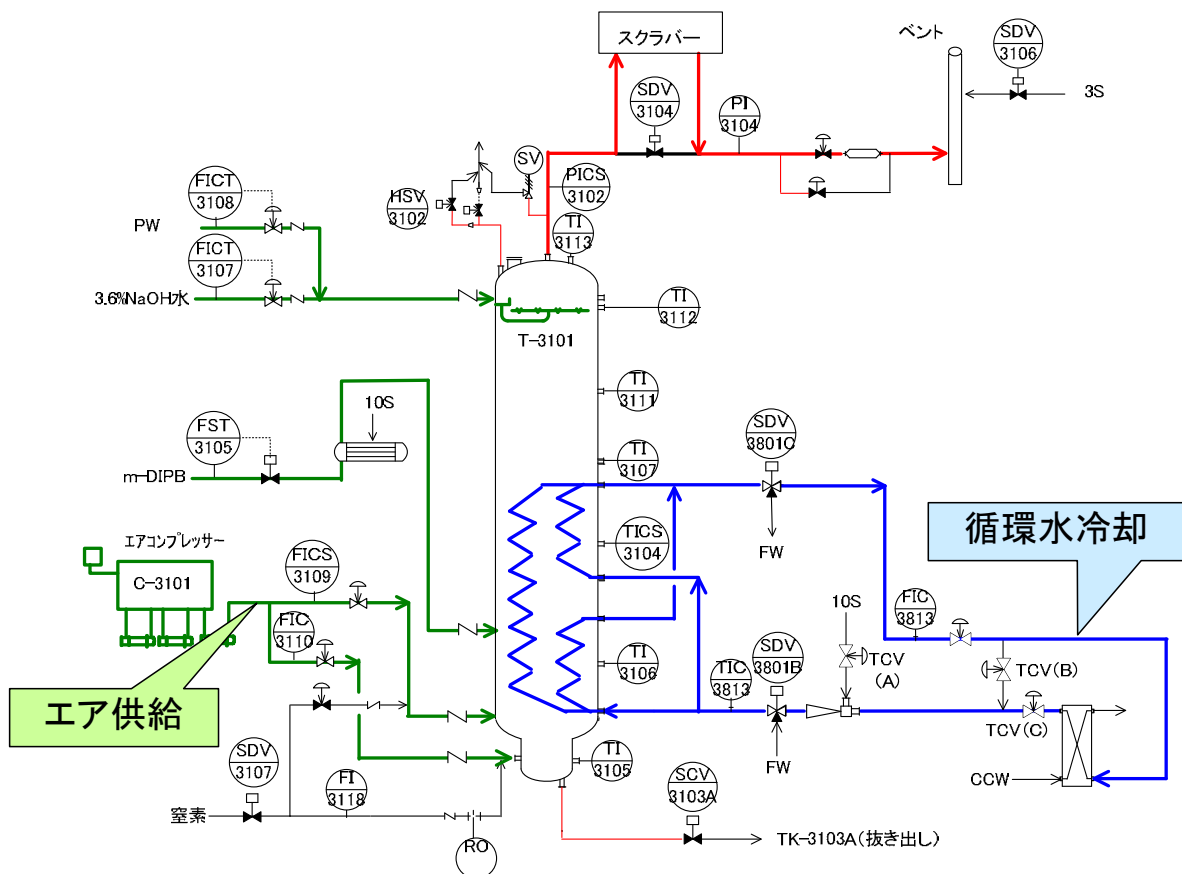 スクラバー
ベント
SDV
3106
3S
SDV
3104
PI
3104
SV
PICS
3102
HSV
3102
TI
3113
FICT
3108
PW
FICT
3107
3.6%NaOH水
TI
3112
T-3101
TI
3111
10S
FST
3105
m-DIPB
SDV
3801C
TI
3107
FW
TICS
3104
循環水冷却
エアコンプレッサー
C-3101
FICS
3109
FIC
3110
エア供給
10S
FIC
3813
TCV
(A)
TCV(B)
TI
3106
TIC
3813
SDV
3801B
TCV(C)
FW
CCW
SDV
3107
FI
3118
窒素
RO
TI
3105
SCV
3103A
TK-3103A(抜き出し)